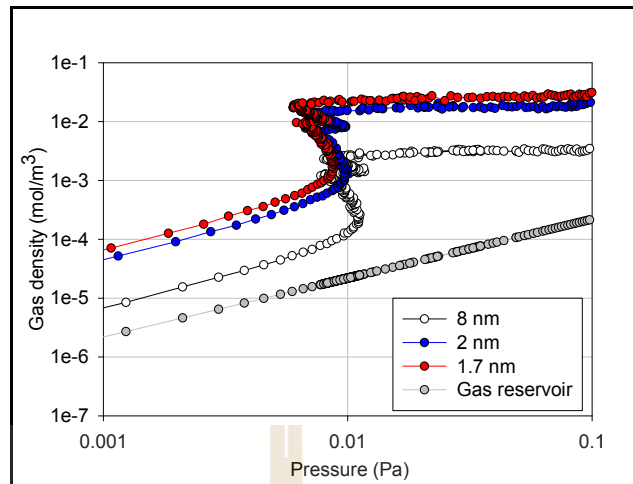 1e-1
1e-2
1e-3
1e-4
1e-5
1e-6
1e-7
Gas density (mol/m³)
8 nm
2 nm
1.7 nm
Gas reservoir
0.001
0.01
0.1
Pressure (Pa)